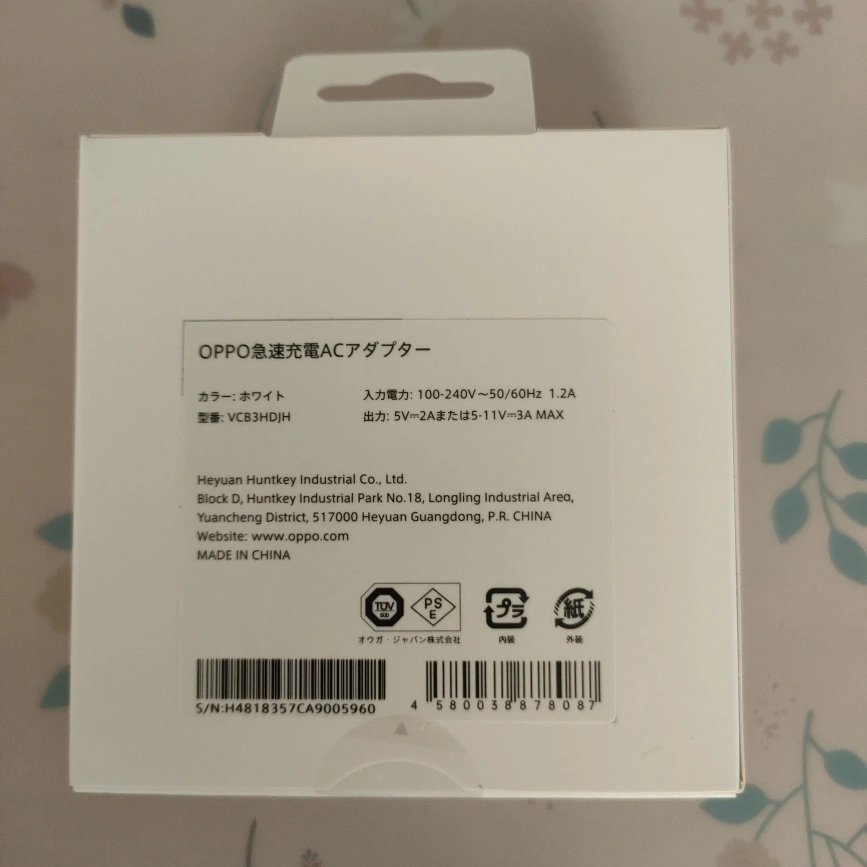 OPPO急速充電ACアダプター
カラー: ホワイト
入力電力: 100-240V～50/60Hz 1.2A
型番: VCB3HDJH
出力: 5V⎓2Aまたは5-11V⎓3A MAX
Heyuan Huntkey Industrial Co., Ltd.
Block D, Huntkey Industrial Park No.18, Longling Industrial Area,
Yuancheng District, 517000 Heyuan Guangdong, P.R. CHINA
Website: www.oppo.com
MADE IN CHINA
TÜV
SÜD
PS
E
プラ
紙
オウガ・ジャパン株式会社
内装
外装
S/N:H4818357CA9005960
4 580038 878087